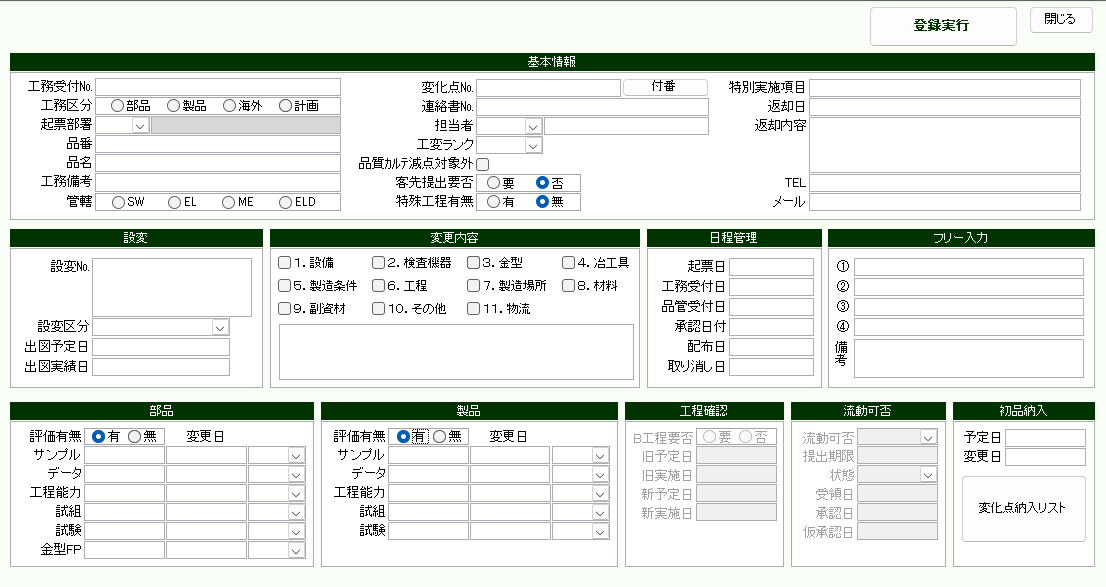 登録実行 閉じる
基本情報
工務受付No. 変化点No. 付番 特別実施項目
工務区分 部品 製品 海外 計画 連絡書No. 返却日
起票部署 担当者 返却内容
品番 工変ランク
品名 品質カルテ減点対象外
工務備考 客先提出要否 要 否 TEL
管轄 SW EL ME ELD 特殊工程有無 有 無 メール
設変
設変No.
設変区分
出図予定日
出図実績日
変更内容
1. 設備 2. 検査機器 3. 金型 4. 冶工具
5. 製造条件 6. 工程 7. 製造場所 8. 材料
9. 副資材 10. その他 11. 物流
日程管理
起票日
工務受付日
品管受付日
承認日付
配布日
取り消し日
フリー入力
①
②
③
④
備考
部品
評価有無 有 無 変更日
サンプル
データ
工程能力
試組
試験
金型FP
製品
評価有無 有 無 変更日
サンプル
データ
工程能力
試組
試験
工程確認
B工程要否 要 否
旧予定日
旧実施日
新予定日
新実施日
流動可否
流動可否
提出期限
状態
受領日
承認日
仮承認日
初品納入
予定日
変更日
変化点納入リスト